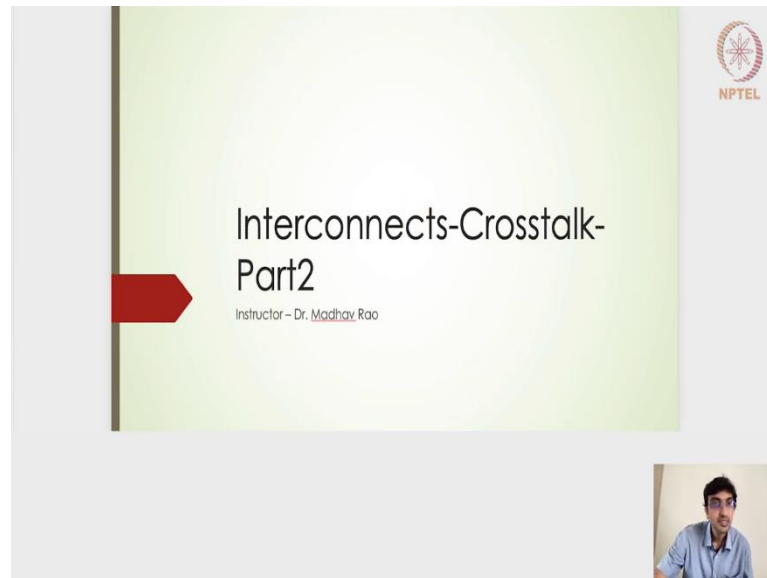 NPTEL
Interconnects-Crosstalk-
Part2
Instructor – Dr. Madhav Rao